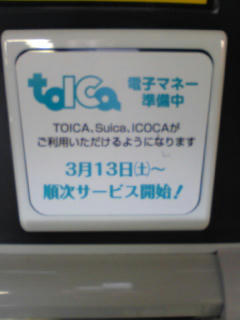 toica 電子マネー
準備中
TOICA、Suica、ICOCAが
ご利用いただけるようになります
3月13日(土)～
順次サービス開始！